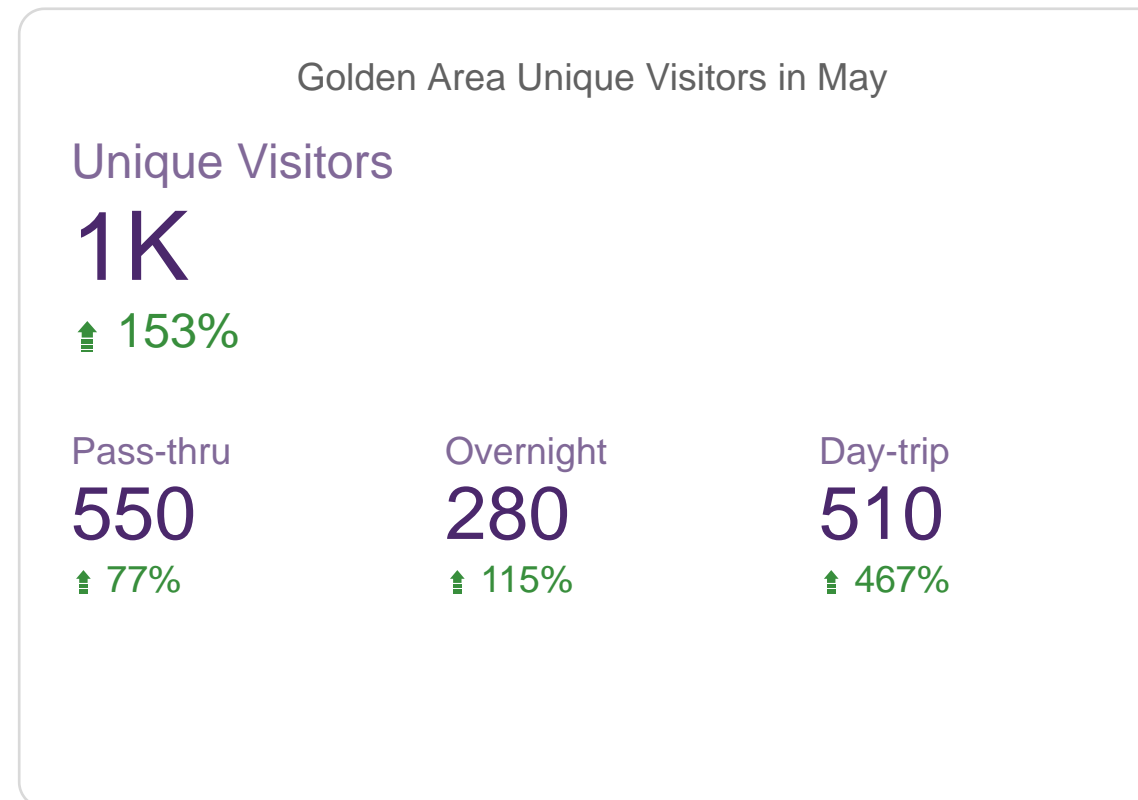 Golden Area Unique Visitors in May
Unique Visitors
1K
153%
Pass-thru Overnight Day-trip
550 280 510
77% 115% 467%